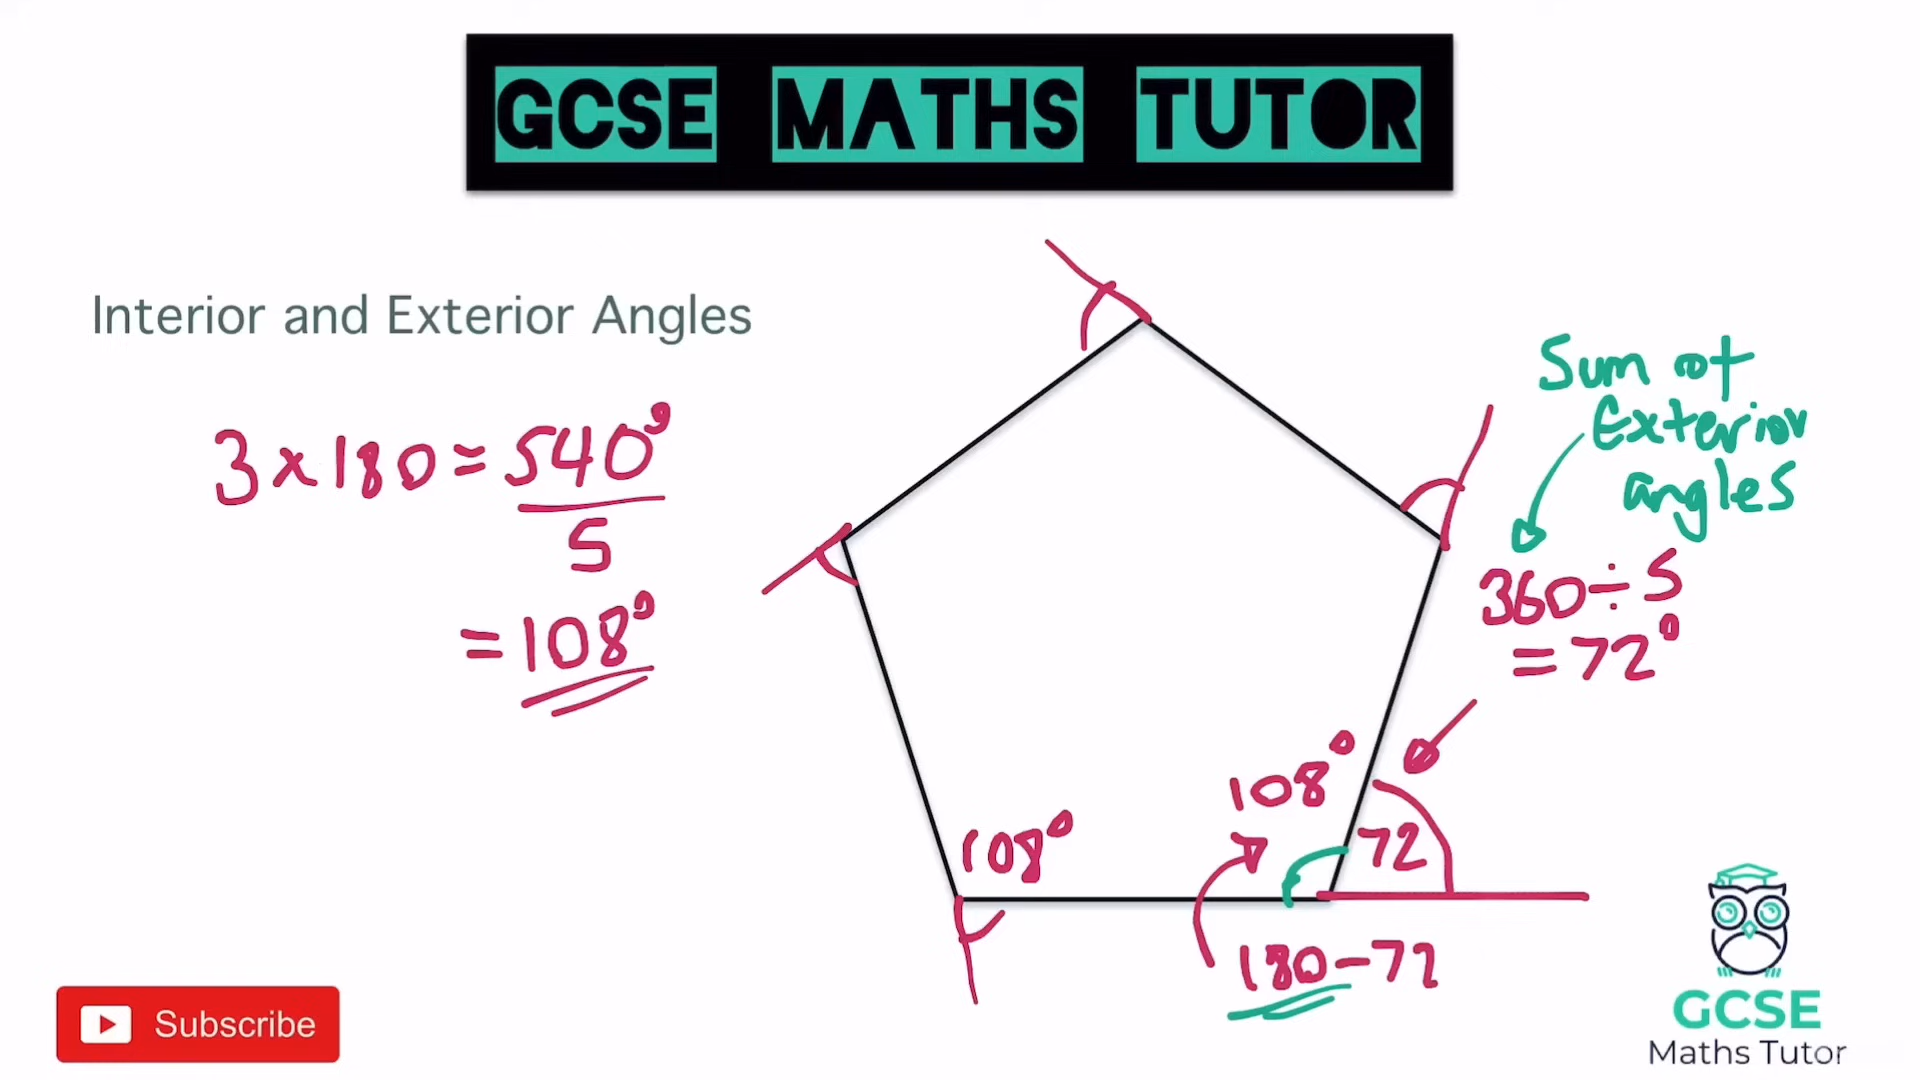 GCSE MATHS TUTOR
Interior and Exterior Angles
3 x 180 = 540°
5
= 108°
Sum of
Exterior
angles
360 ÷ 5
= 72°
108°
108°
72
180 - 72
Subscribe
GCSE
Maths Tutor